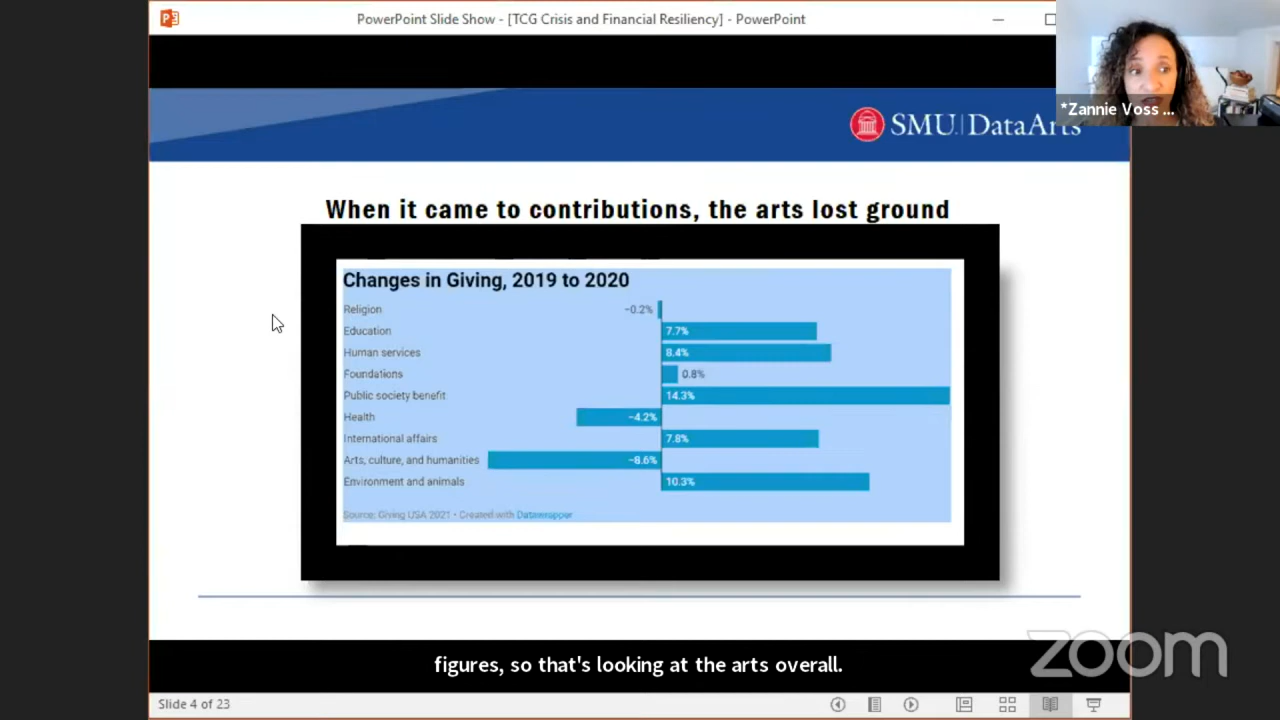 PowerPoint Slide Show - [TCG Crisis and Financial Resiliency] - PowerPoint
*Zannie Voss ...
SMU. DataArts
When it came to contributions, the arts lost ground
Changes in Giving, 2019 to 2020
Religion −0.2%
Education 7.7%
Human services 8.4%
Foundations 0.8%
Public society benefit 14.3%
Health −4.2%
International affairs 7.8%
Arts, culture, and humanities −8.6%
Environment and animals 10.3%
Source: Giving USA 2021 • Created with Datawrapper
figures, so that's looking at the arts overall.
zoom
Slide 4 of 23